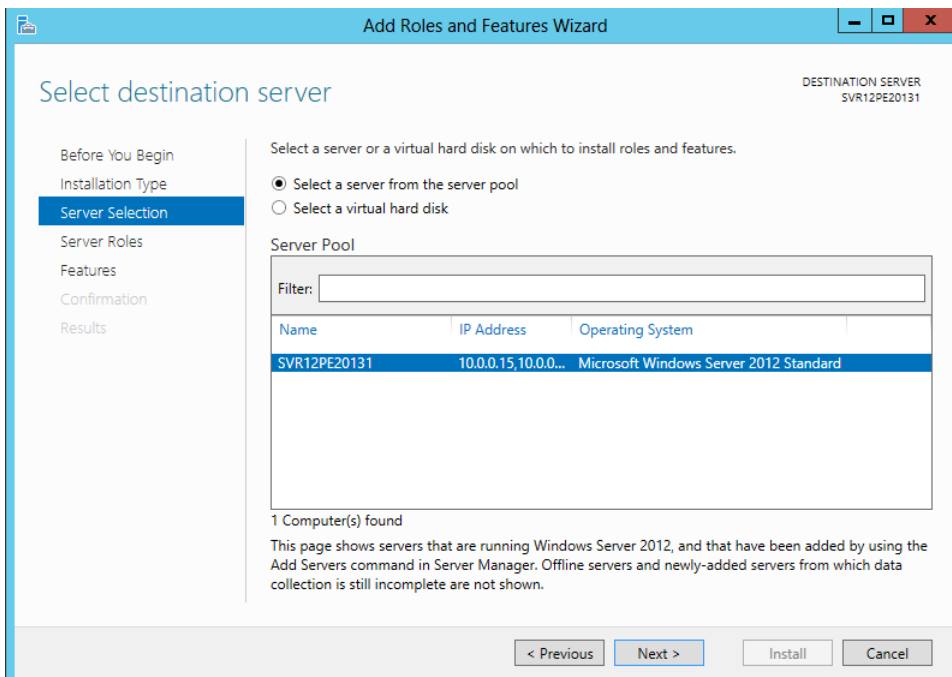 Add Roles and Features Wizard
Select destination server
DESTINATION SERVER
SVR12PE20131
Before You Begin
Installation Type
Server Selection
Server Roles
Features
Confirmation
Results
Select a server or a virtual hard disk on which to install roles and features.
Select a server from the server pool
Select a virtual hard disk
Server Pool
Filter:
Name IP Address Operating System
SVR12PE20131 10.0.0.15,10.0.0... Microsoft Windows Server 2012 Standard
1 Computer(s) found
This page shows servers that are running Windows Server 2012, and that have been added by using the
Add Servers command in Server Manager. Offline servers and newly-added servers from which data
collection is still incomplete are not shown.
< Previous Next > Install Cancel